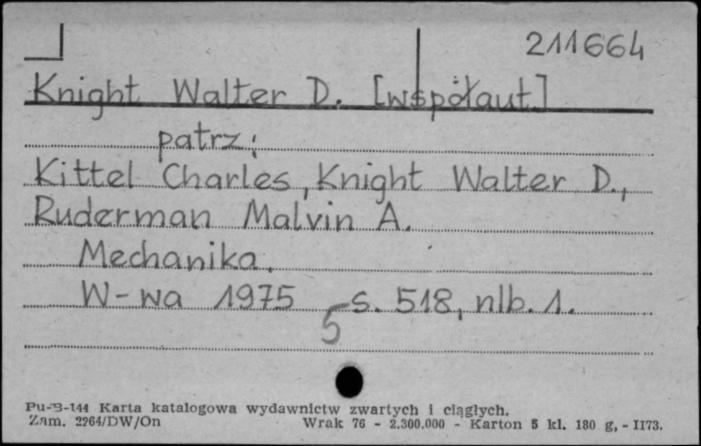 211664
Knight Walter D. [współaut.]
patrz:
Kittel Charles, Knight Walter D.,
Ruderman Malvin A.
Mechanika.
W-wa 1975 s. 518, nlb. 1.
5
Pu-B-144 Karta katalogowa wydawnictw zwartych i ciągłych.
Zam. 2264/DW/On Wrak 76 - 2.300.000 - Karton 5 kl. 180 g, - II73.